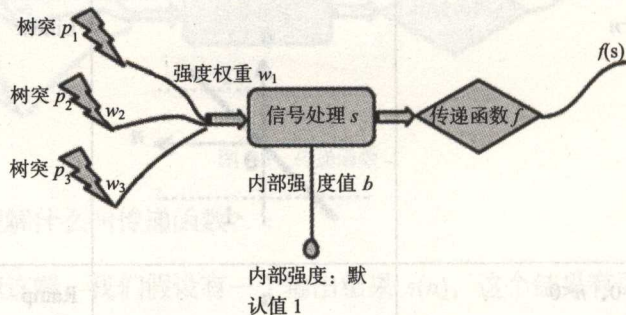 树突 p1
强度权重 w1
f(s)
树突 p2
w2
信号处理 s
传递函数 f
树突 p3
w3
内部强度值 b
内部强度：默
认值 1